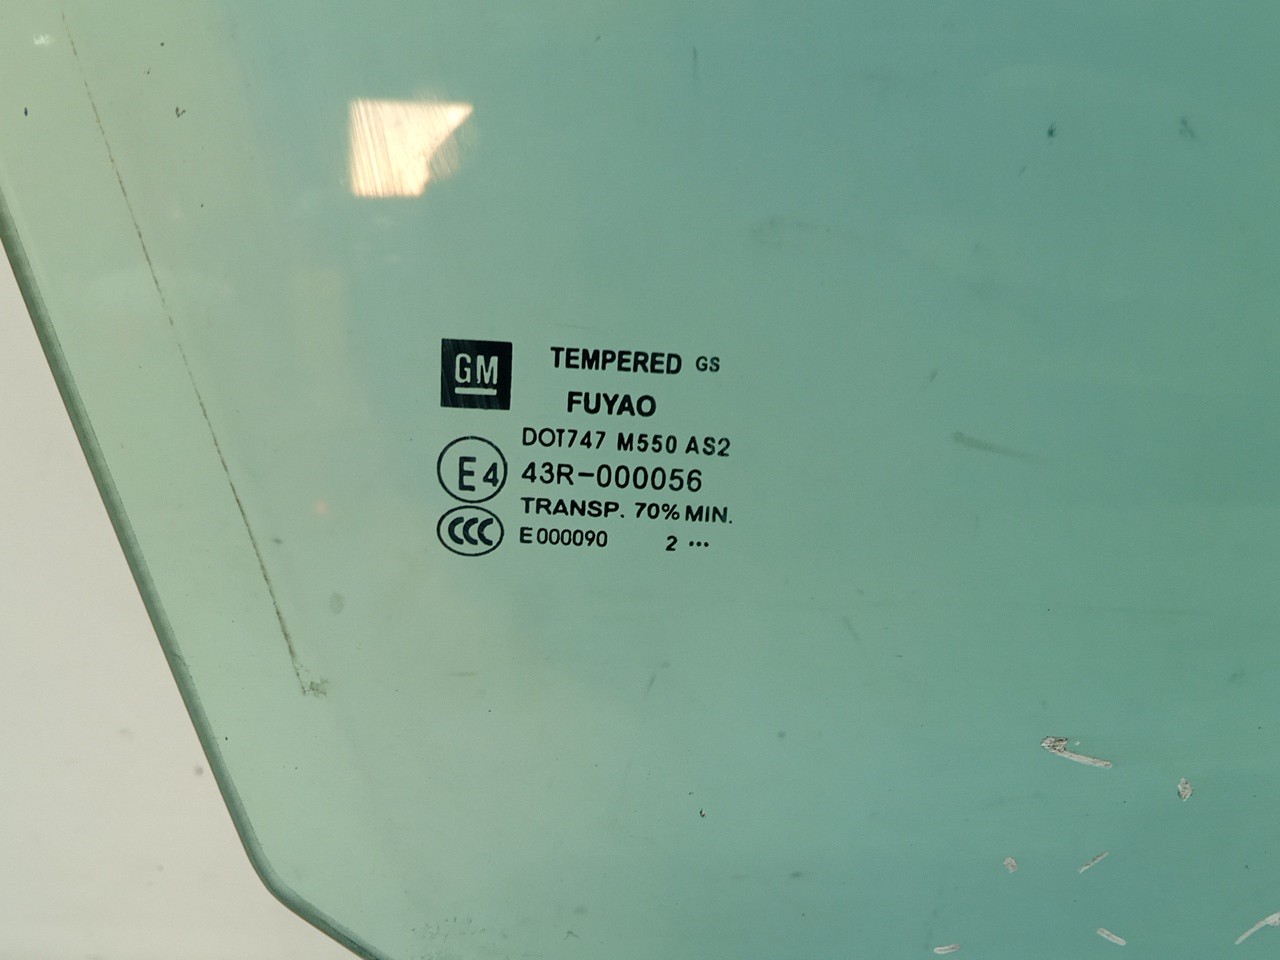 GM TEMPERED GS
FUYAO
DOT747 M550 AS2
E4 43R-000056
TRANSP. 70% MIN.
CCC E000090 2 •••